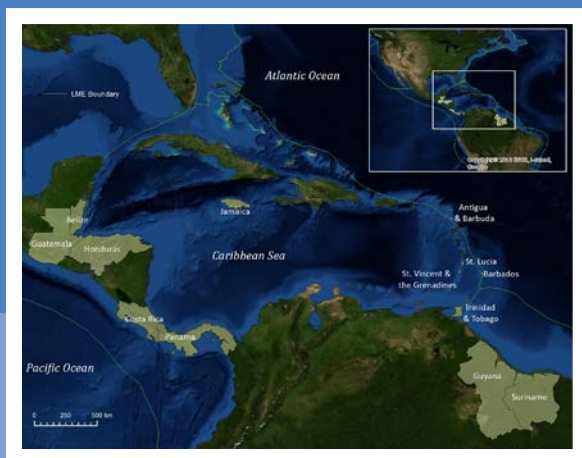 Atlantic Ocean
LME Boundary
Jamaica
Antigua
& Barbuda
Belize
Guatemala
Honduras
Caribbean Sea
St. Lucia
St. Vincent &
the Grenadines
Barbados
Trinidad
& Tobago
Costa Rica
Panama
Pacific Ocean
Guyana
Suriname
0 250 500 km